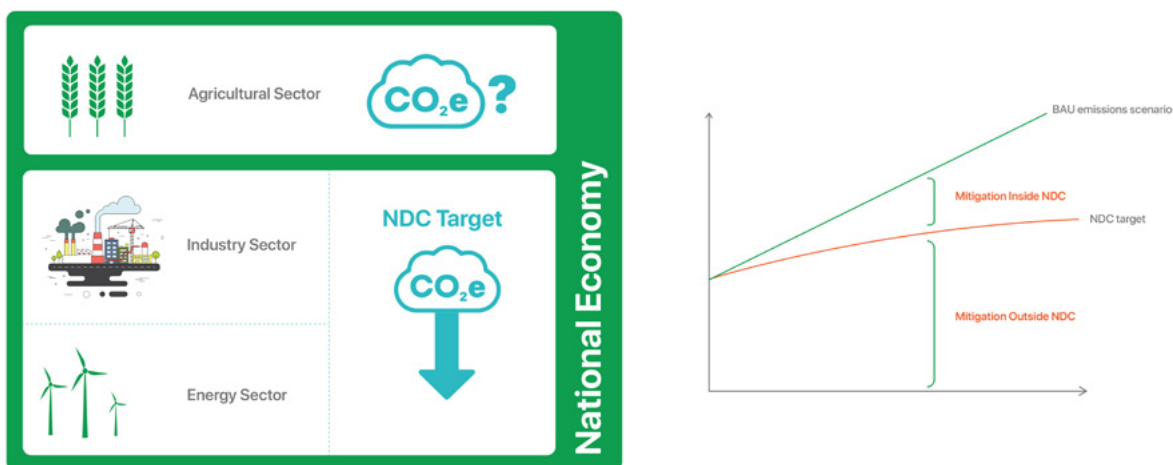 Agricultural Sector
CO₂e ?
Industry Sector
NDC Target
CO₂e
Energy Sector
National Economy
BAU emissions scenario
Mitigation Inside NDC
NDC target
Mitigation Outside NDC